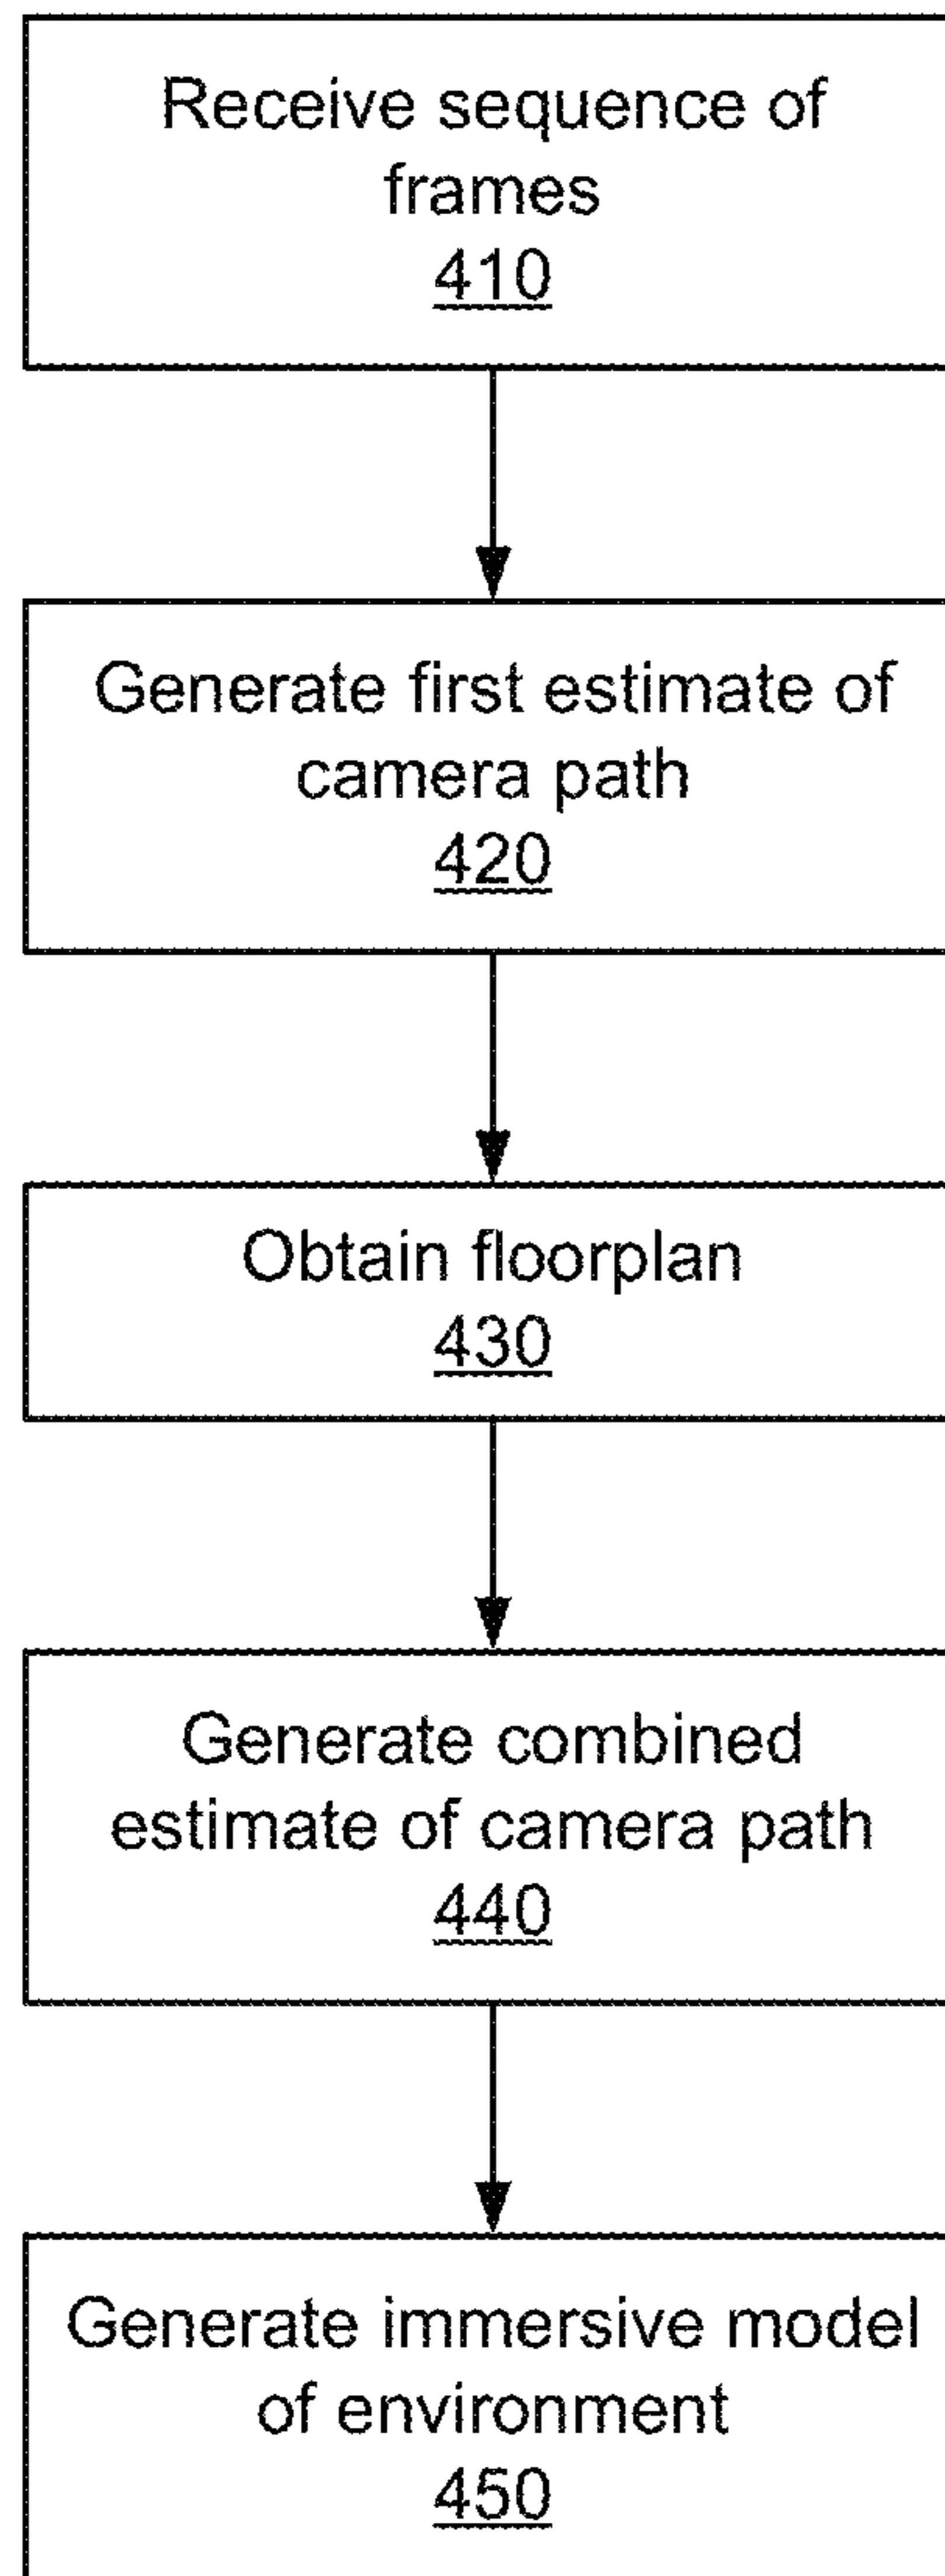 Receive sequence of
frames
410
Generate first estimate of
camera path
420
Obtain floorplan
430
Generate combined
estimate of camera path
440
Generate immersive model
of environment
450